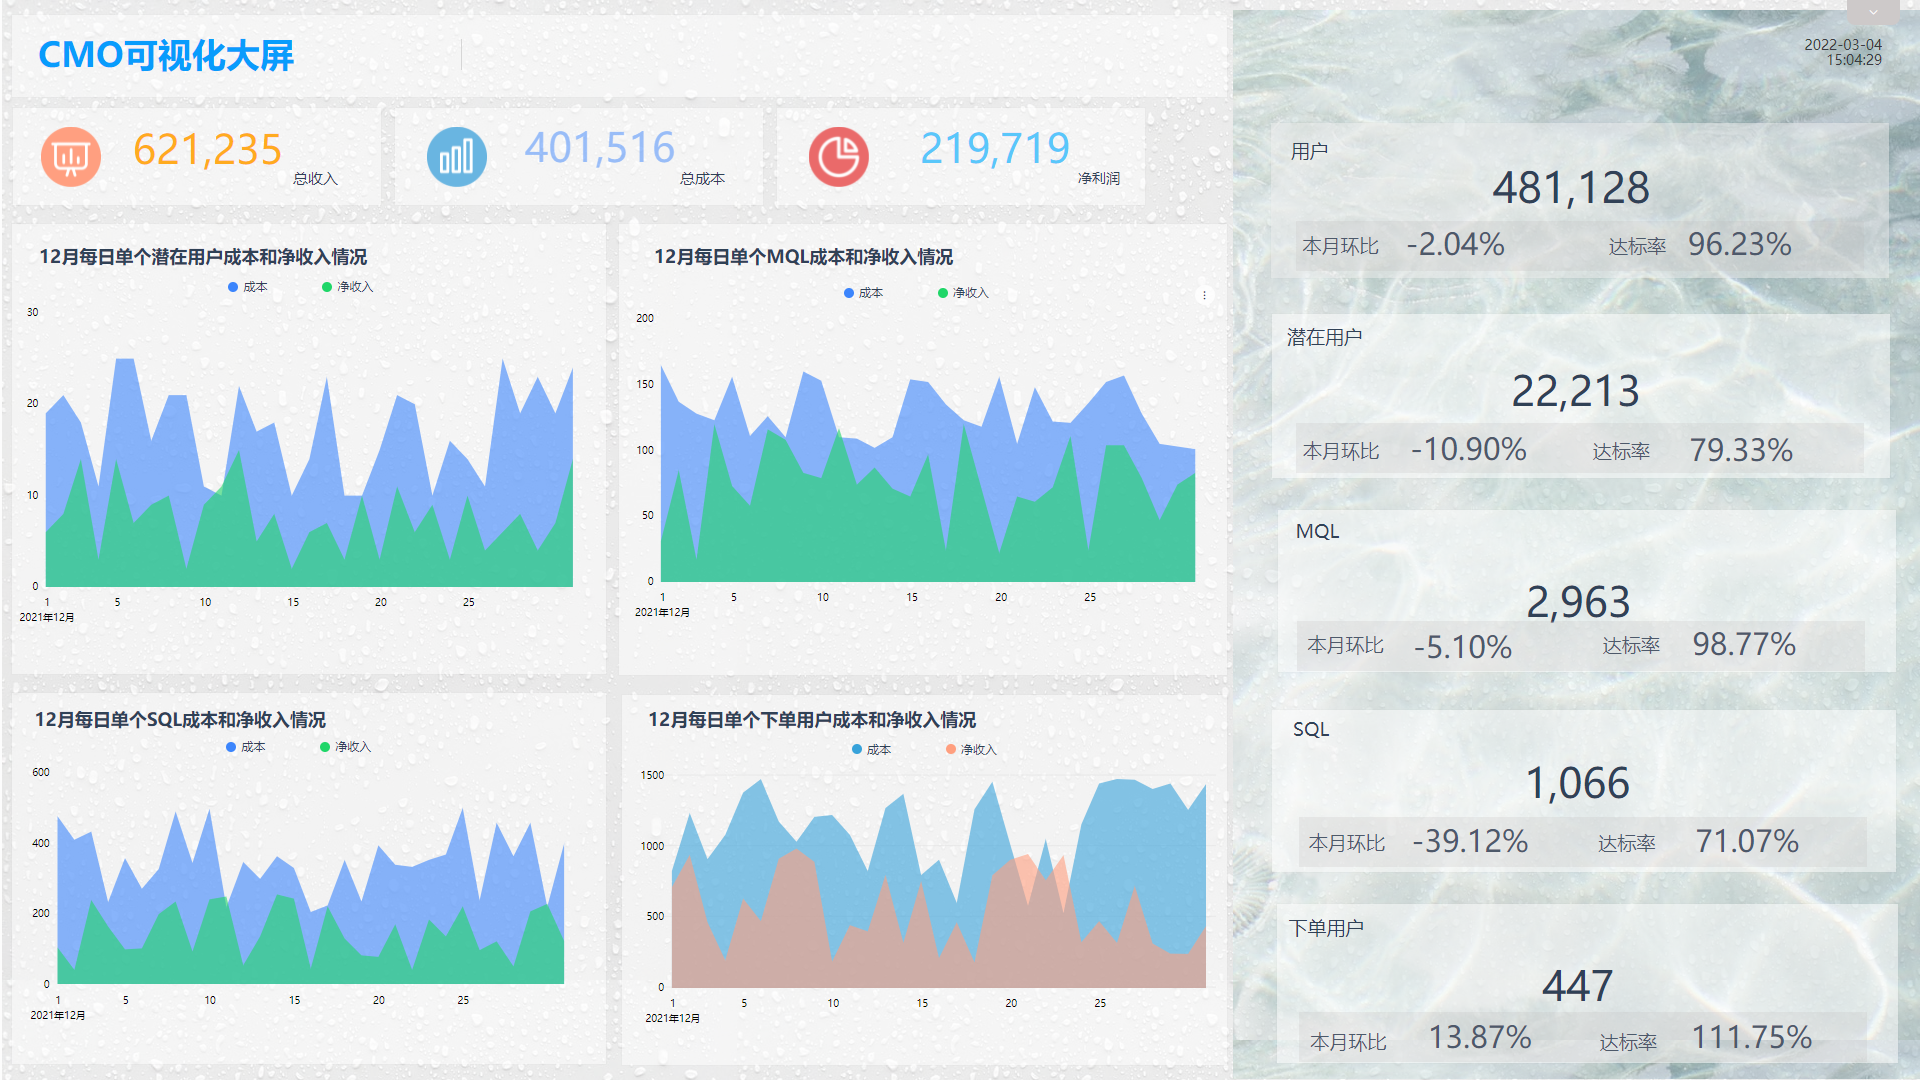 CMO可视化大屏
2022-03-04
15:04:29
621,235
总收入
401,516
总成本
219,719
净利润
12月每日单个潜在用户成本和净收入情况
成本
净收入
30
20
10
0
1
5
10
15
20
25
2021年12月
12月每日单个MQL成本和净收入情况
成本
净收入
200
150
100
50
0
1
5
10
15
20
25
2021年12月
12月每日单个SQL成本和净收入情况
成本
净收入
600
400
200
0
1
5
10
15
20
25
2021年12月
12月每日单个下单用户成本和净收入情况
成本
净收入
1500
1000
500
0
1
5
10
15
20
25
2021年12月
用户
481,128
本月环比 -2.04% 达标率 96.23%
潜在用户
22,213
本月环比 -10.90% 达标率 79.33%
MQL
2,963
本月环比 -5.10% 达标率 98.77%
SQL
1,066
本月环比 -39.12% 达标率 71.07%
下单用户
447
本月环比 13.87% 达标率 111.75%